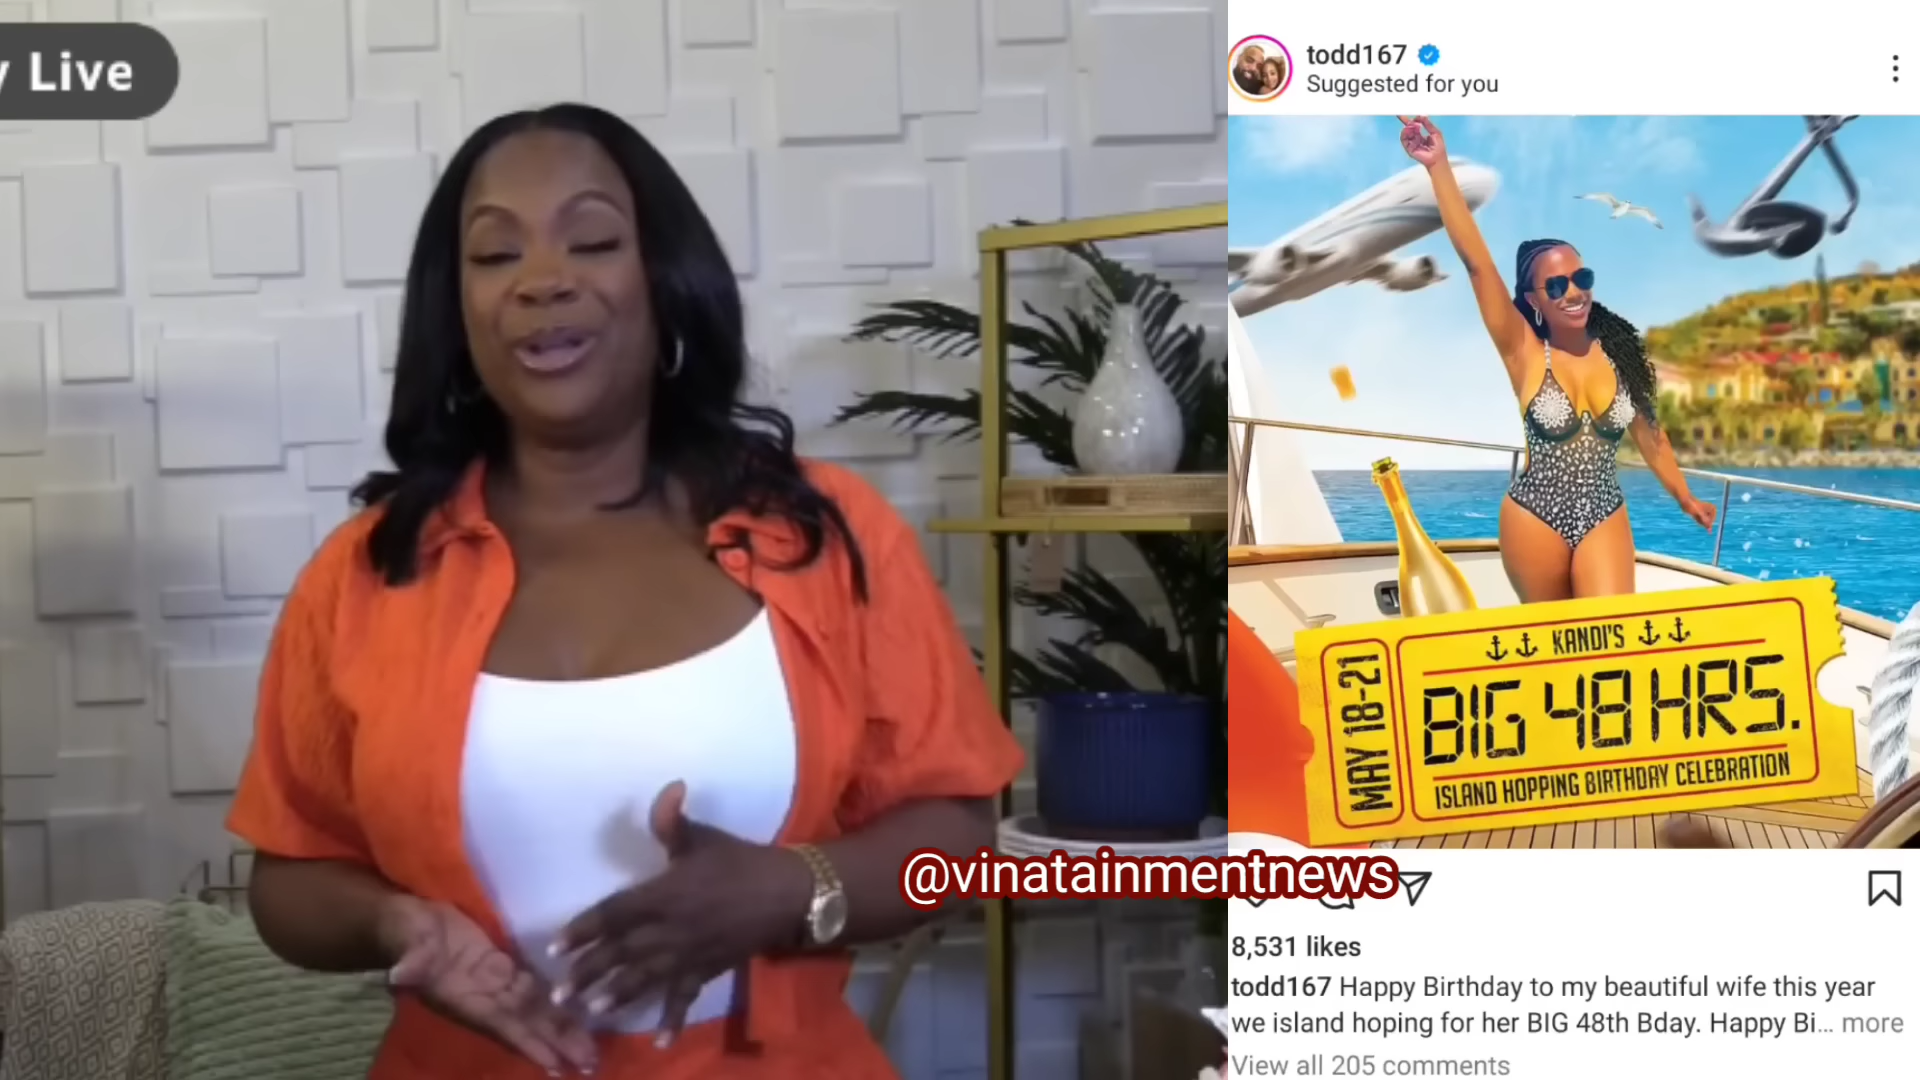 Live
todd167
Suggested for you
KANDI'S
BIG 48 HRS.
ISLAND HOPPING BIRTHDAY CELEBRATION
MAY 18-21
@vinatainmentnews
8,531 likes
todd167 Happy Birthday to my beautiful wife this year
we island hoping for her BIG 48th Bday. Happy Bi... more
View all 205 comments